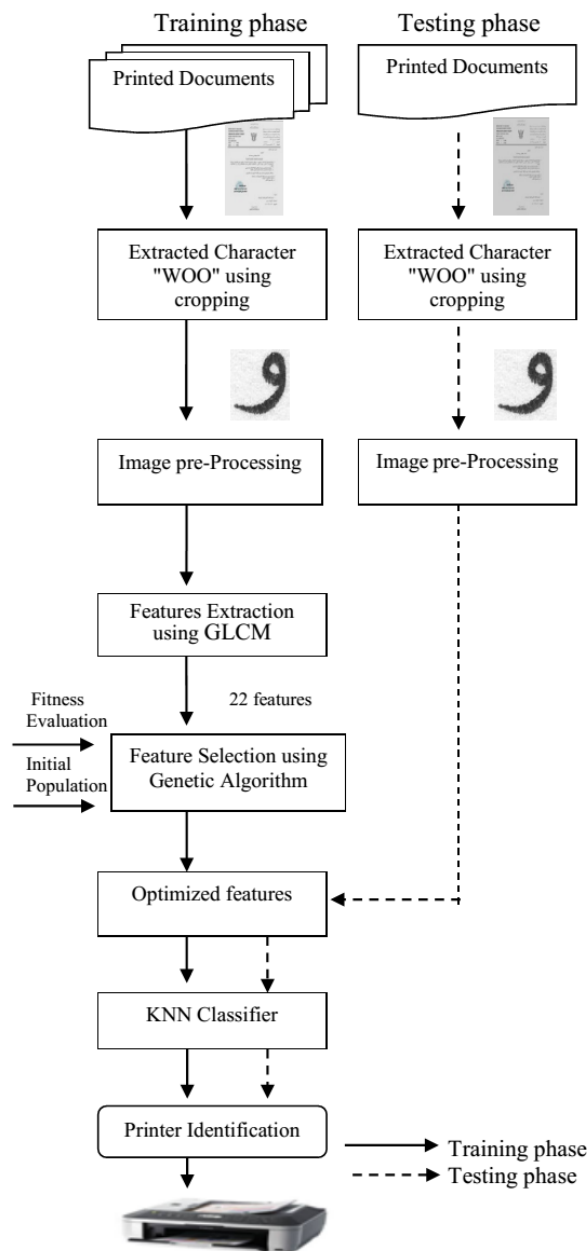 Training phase
Testing phase
Printed Documents
Printed Documents
Extracted Character
"WOO" using
cropping
Extracted Character
"WOO" using
cropping
و
و
Image pre-Processing
Image pre-Processing
Features Extraction
using GLCM
22 features
Fitness
Evaluation
Initial
Population
Feature Selection using
Genetic Algorithm
Optimized features
KNN Classifier
Printer Identification
Training phase
Testing phase